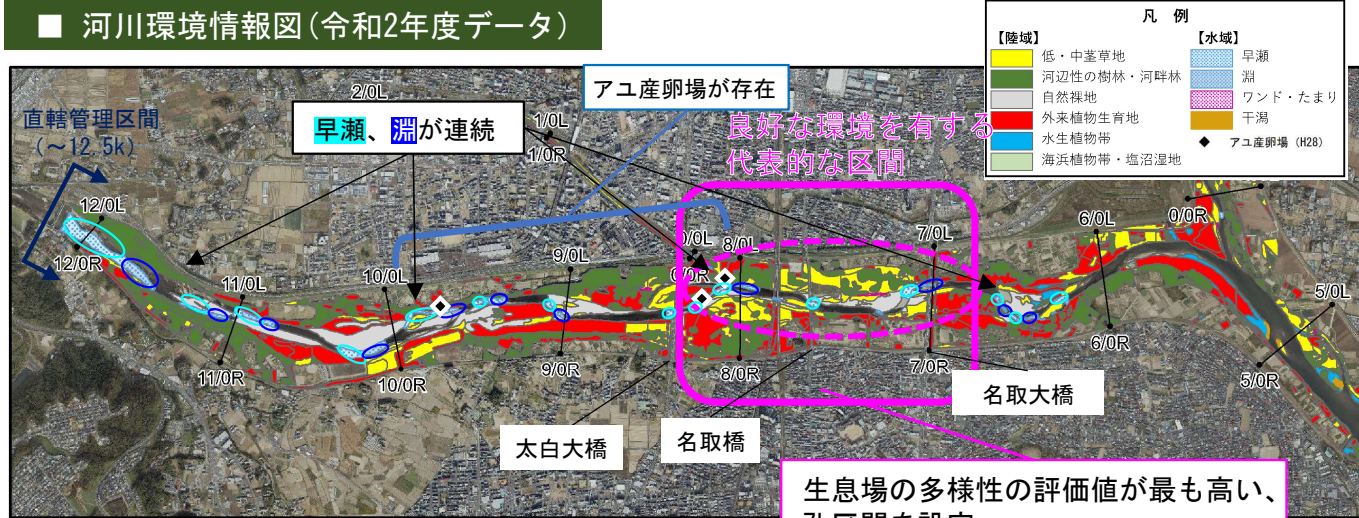 ■ 河川環境情報図(令和2年度データ)
凡 例
【陸域】
低・中茎草地
河辺性の樹林・河畔林
自然裸地
外来植物生育地
水生植物帯
海浜植物帯・塩沼湿地
【水域】
早瀬
淵
ワンド・たまり
干潟
アユ産卵場 (H28)
直轄管理区間
(～12.5k)
早瀬、淵が連続
アユ産卵場が存在
良好な環境を有する
代表的な区間
2/0L
1/0L
1/0R
12/0L
12/0R
11/0L
11/0R
10/0L
10/0R
9/0L
9/0R
0/0R
8/0L
8/0R
7/0L
7/0R
6/0L
6/0R
0/0R
5/0L
5/0R
太白大橋
名取橋
名取大橋
生息場の多様性の評価値が最も高い、